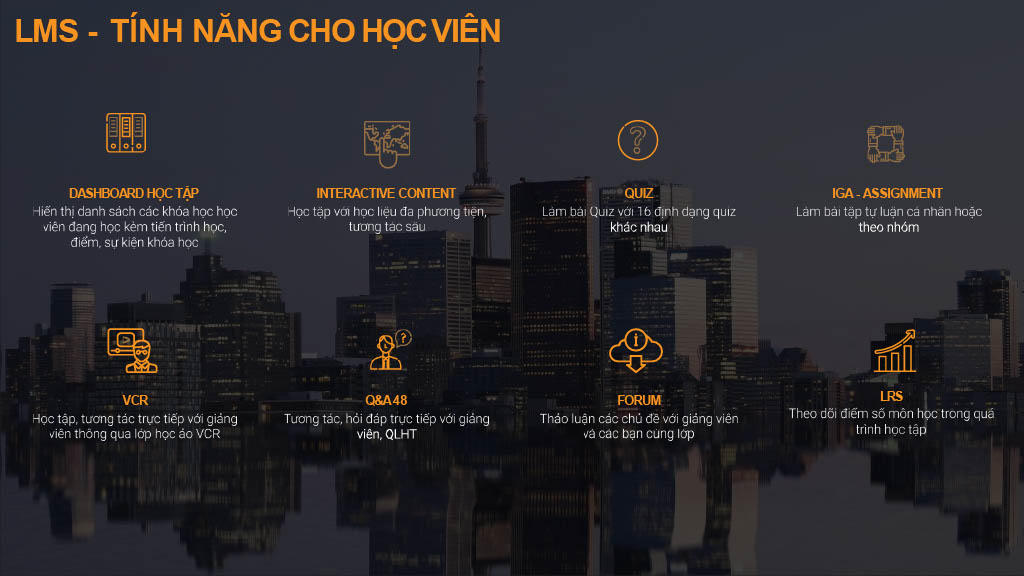 LMS - TÍNH NĂNG CHO HỌC VIÊN
DASHBOARD HỌC TẬP
Hiển thị danh sách các khóa học học
viên đang học kèm tiến trình học,
điểm, sự kiện khóa học
INTERACTIVE CONTENT
Học tập với học liệu đa phương tiện,
tương tác sâu
QUIZ
Làm bài Quiz với 16 định dạng quiz
khác nhau
IGA - ASSIGNMENT
Làm bài tập tự luận cá nhân hoặc
theo nhóm
VCR
Học tập, tương tác trực tiếp với giảng
viên thông qua lớp học ảo VCR
Q&A 48
Tương tác, hỏi đáp trực tiếp với giảng
viên, QLHT
FORUM
Thảo luận các chủ đề với giảng viên
và các bạn cùng lớp
LRS
Theo dõi điểm số môn học trong quá
trình học tập